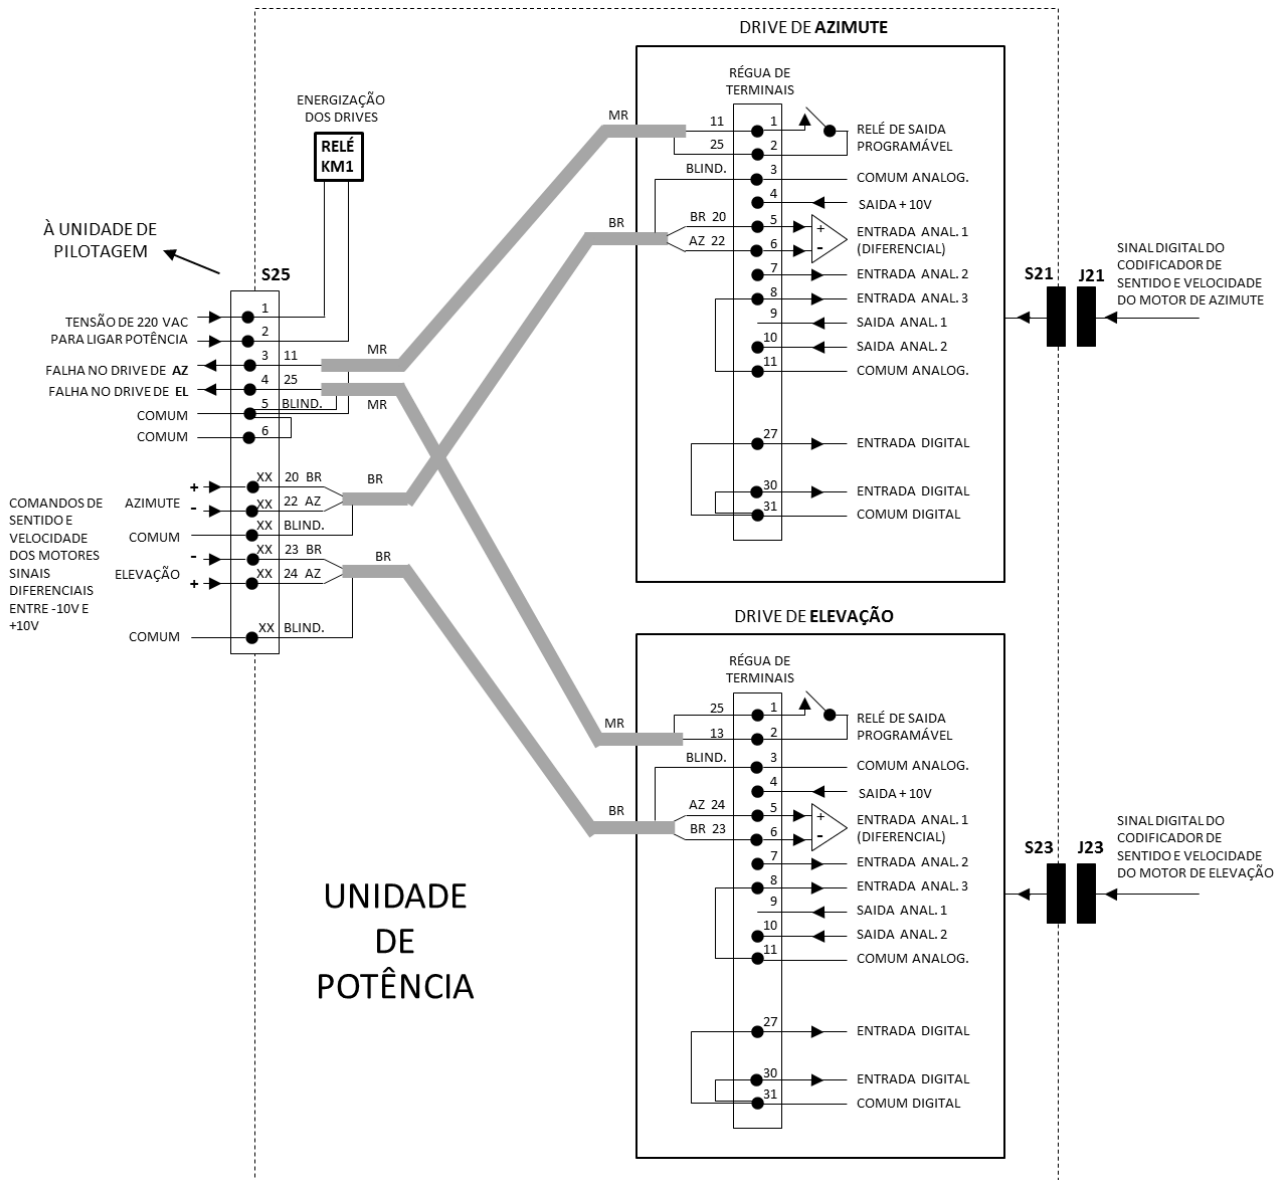 DRIVE DE AZIMUTE
RÉGUA DE
TERMINAIS
ENERGIZAÇÃO
DOS DRIVES
RELÉ
KM1
À UNIDADE DE
PILOTAGEM
S25
TENSÃO DE 220 VAC
PARA LIGAR POTÊNCIA
FALHA NO DRIVE DE AZ
FALHA NO DRIVE DE EL
COMUM
COMUM
1
2
3 11
4 25
5 BLIND.
6
MR
MR
COMANDOS DE
SENTIDO E
VELOCIDADE
DOS MOTORES
SINAIS
DIFERENCIAIS
ENTRE -10V E
+10V
+
AZIMUTE
-
COMUM
-
ELEVAÇÃO
+
COMUM
XX 20 BR
XX 22 AZ
XX BLIND.
XX 23 BR
XX 24 AZ
XX BLIND.
BR
BR
MR
BR
11 1
25 2
RELÉ DE SAIDA
PROGRAMÁVEL
BLIND. 3 COMUM ANALOG.
4 SAIDA + 10V
BR 20 5 +
AZ 22 6 -
ENTRADA ANAL. 1
(DIFERENCIAL)
7 ENTRADA ANAL. 2
8 ENTRADA ANAL. 3
9 SAIDA ANAL. 1
10 SAIDA ANAL. 2
11 COMUM ANALOG.
27 ENTRADA DIGITAL
30 ENTRADA DIGITAL
31 COMUM DIGITAL
S21 J21
SINAL DIGITAL DO
CODIFICADOR DE
SENTIDO E VELOCIDADE
DO MOTOR DE AZIMUTE
DRIVE DE ELEVAÇÃO
RÉGUA DE
TERMINAIS
MR
BR
25 1
13 2
RELÉ DE SAIDA
PROGRAMÁVEL
BLIND. 3 COMUM ANALOG.
4 SAIDA + 10V
AZ 24 5 +
BR 23 6 -
ENTRADA ANAL. 1
(DIFERENCIAL)
7 ENTRADA ANAL. 2
8 ENTRADA ANAL. 3
9 SAIDA ANAL. 1
10 SAIDA ANAL. 2
11 COMUM ANALOG.
27 ENTRADA DIGITAL
30 ENTRADA DIGITAL
31 COMUM DIGITAL
S23 J23
SINAL DIGITAL DO
CODIFICADOR DE
SENTIDO E VELOCIDADE
DO MOTOR DE ELEVAÇÃO
UNIDADE
DE
POTÊNCIA